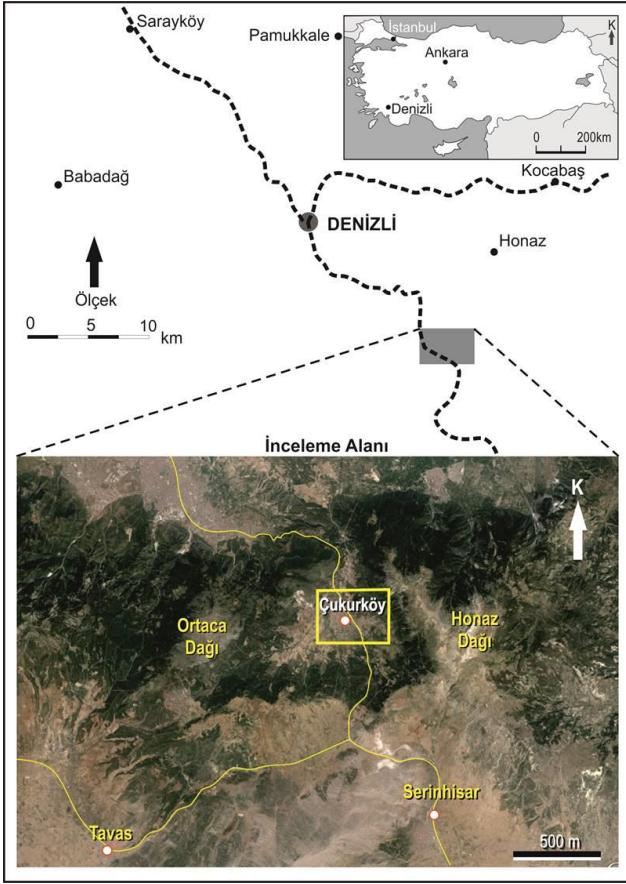 Sarayköy
Pamukkale
İstanbul
K
Ankara
Denizli
0 200km
Babadağ
Kocabaş
DENİZLİ
Honaz
Ölçek
0 5 10
km
İnceleme Alanı
K
Çukurköy
Ortaca
Dağı
Honaz
Dağı
Serinhisar
Tavas
500 m